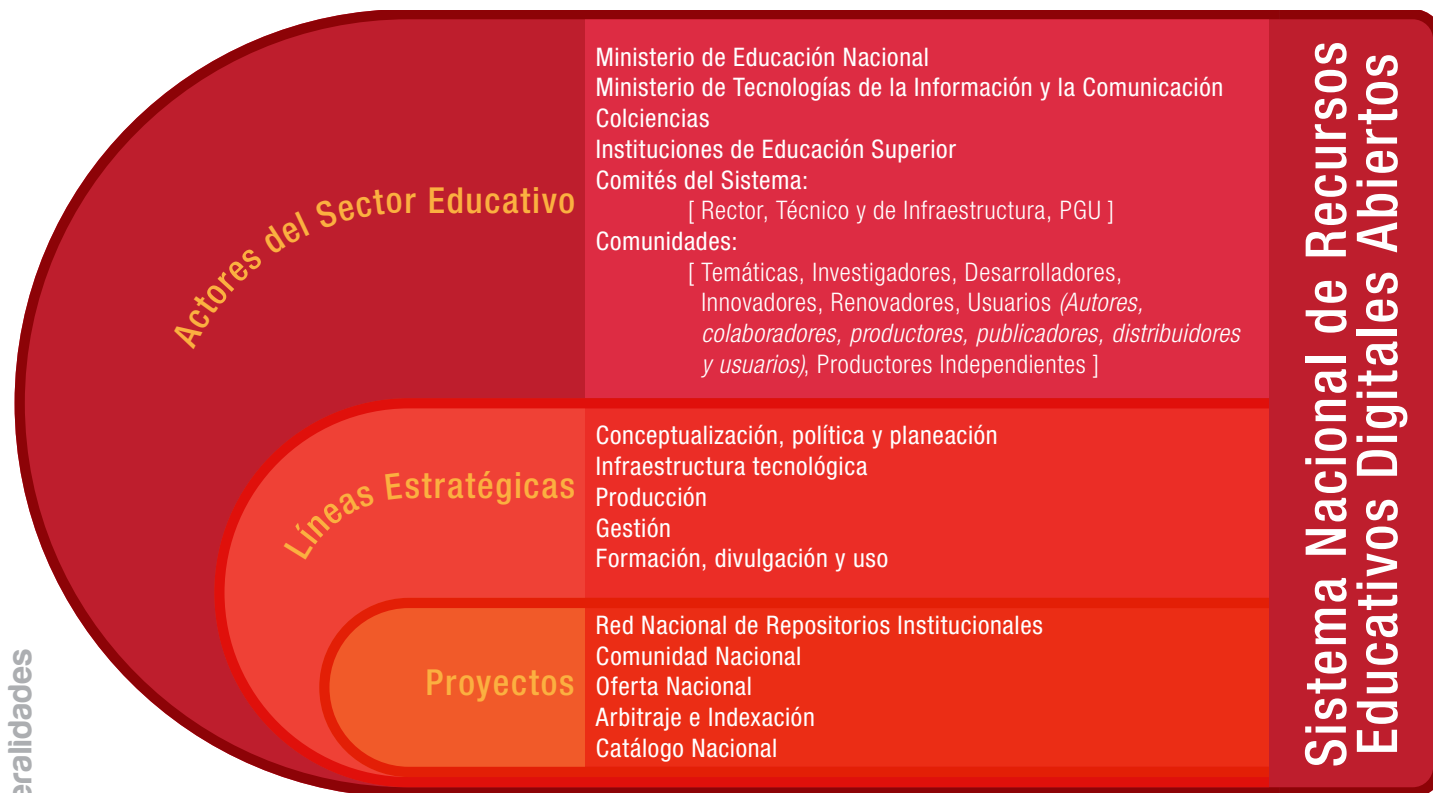 Actores del Sector Educativo
Ministerio de Educación Nacional
Ministerio de Tecnologías de la Información y la Comunicación
Colciencias
Instituciones de Educación Superior
Comités del Sistema:
[ Rector, Técnico y de Infraestructura, PGU ]
Comunidades:
[ Temáticas, Investigadores, Desarrolladores,
Innovadores, Renovadores, Usuarios (Autores,
colaboradores, productores, publicadores, distribuidores
y usuarios), Productores Independientes ]
Líneas Estratégicas
Conceptualización, política y planeación
Infraestructura tecnológica
Producción
Gestión
Formación, divulgación y uso
Proyectos
Red Nacional de Repositorios Institucionales
Comunidad Nacional
Oferta Nacional
Arbitraje e Indexación
Catálogo Nacional
Sistema Nacional de Recursos
Educativos Digitales Abiertos
eralidades